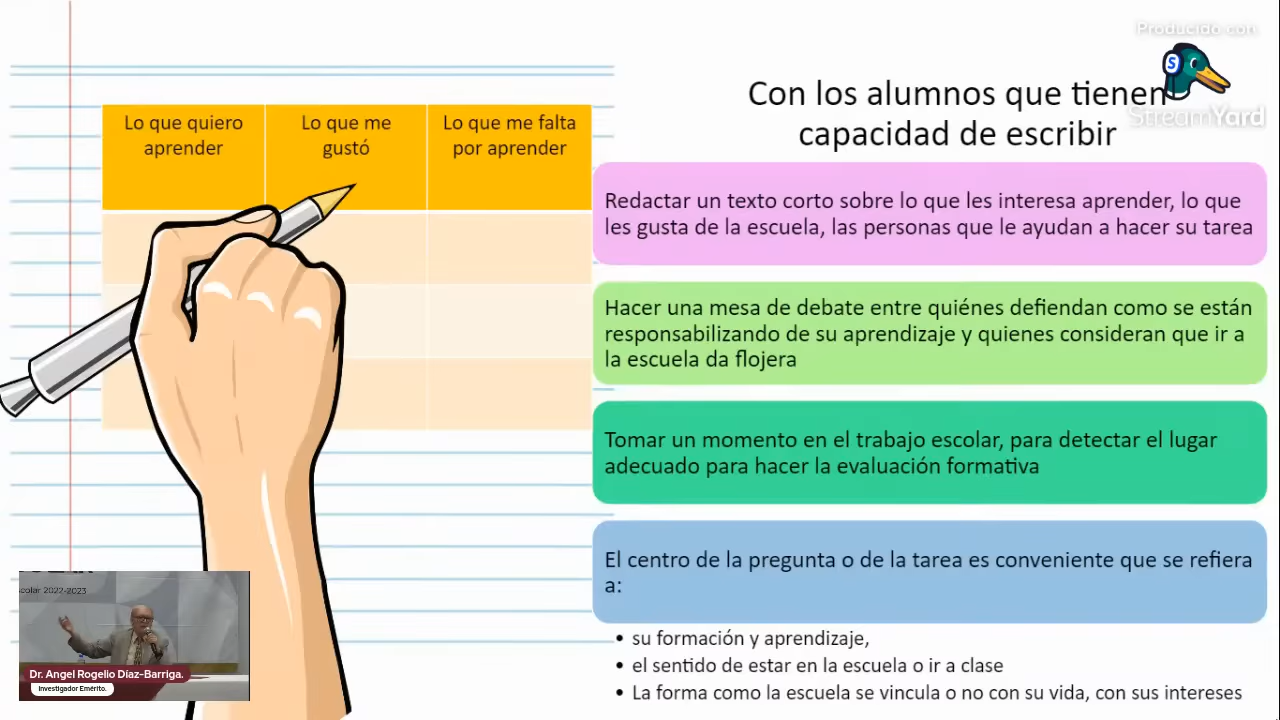 Producido con
StreamYard
Con los alumnos que tienen
capacidad de escribir
Lo que quiero
aprender
Lo que me
gustó
Lo que me falta
por aprender
Redactar un texto corto sobre lo que les interesa aprender, lo que
les gusta de la escuela, las personas que le ayudan a hacer su tarea
Hacer una mesa de debate entre quiénes defiendan como se están
responsabilizando de su aprendizaje y quienes consideran que ir a
la escuela da flojera
Tomar un momento en el trabajo escolar, para detectar el lugar
adecuado para hacer la evaluación formativa
El centro de la pregunta o de la tarea es conveniente que se refiera
a:
• su formación y aprendizaje,
• el sentido de estar en la escuela o ir a clase
• La forma como la escuela se vincula o no con su vida, con sus intereses
colar 2022-2023
Dr. Angel Rogelio Díaz-Barriga.
Investigador Emérito.